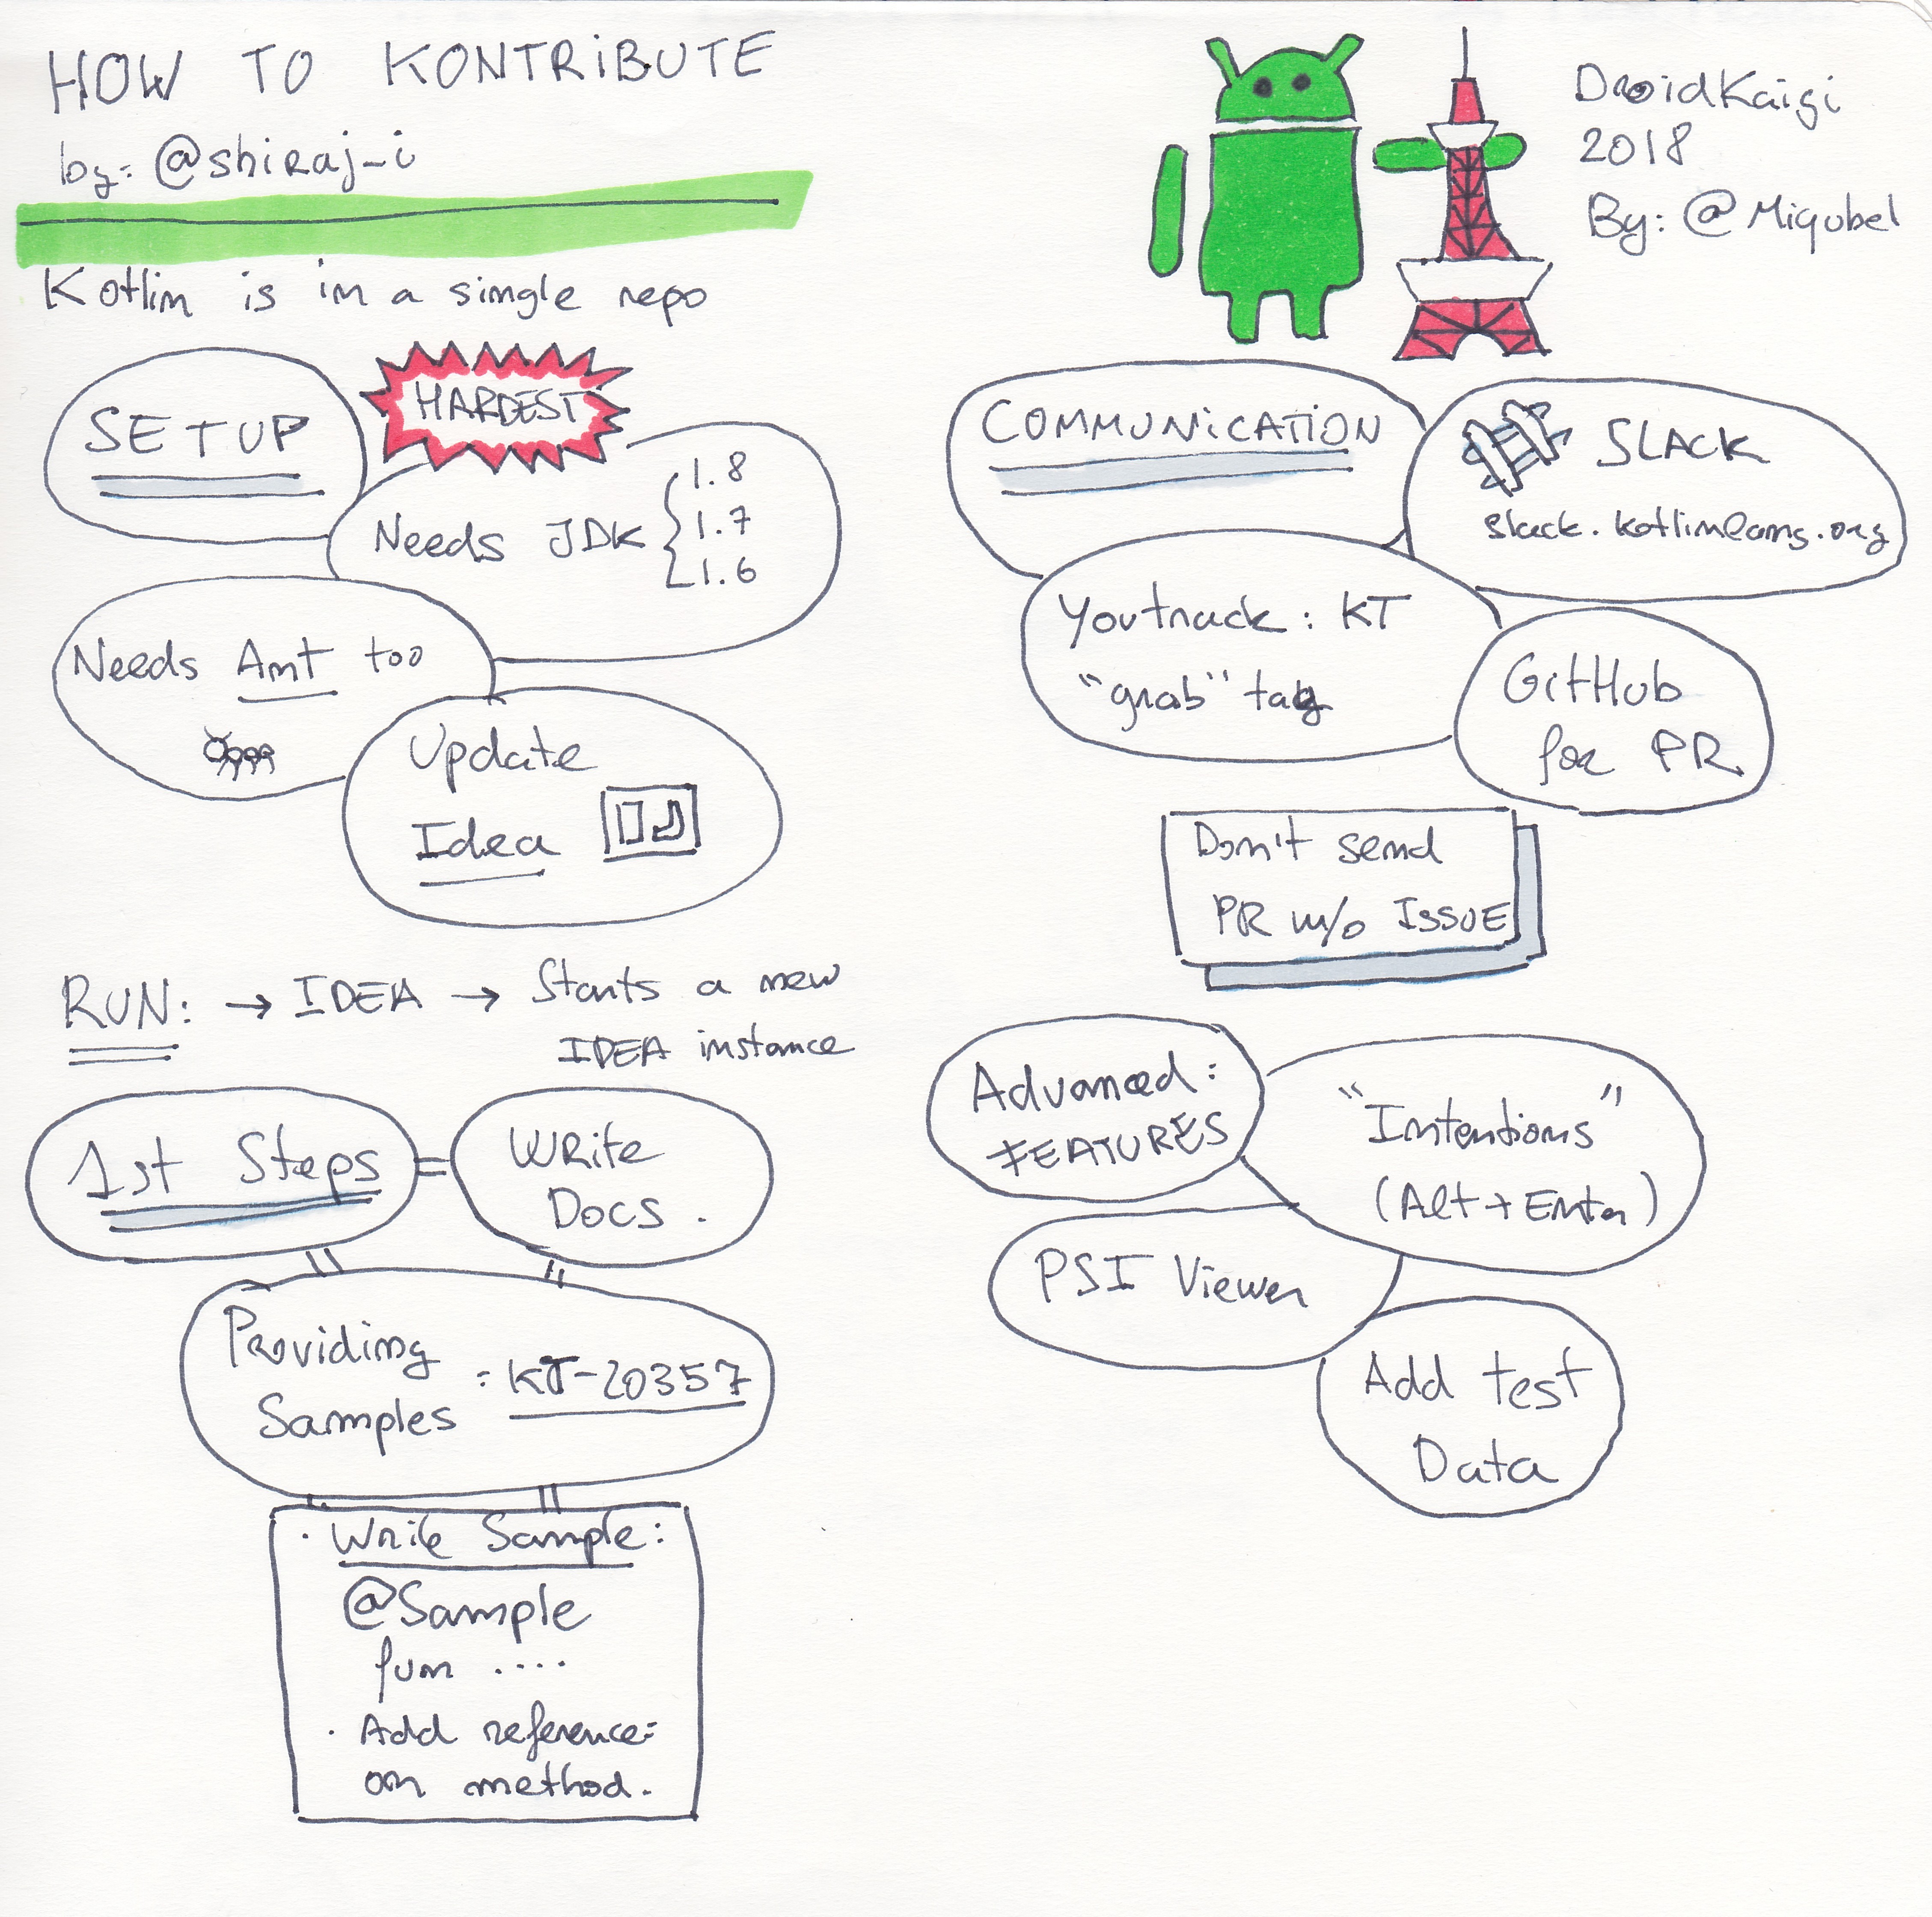 HOW TO KONTRIBUTE
by: @shiraj_i
Kotlin is in a single repo
SETUP
HARDEST
Needs JDK
1.8
1.7
1.6
Needs Ant too
Update
Idea IJ
RUN: → IDEA → Starts a new
IDEA instance
1st Steps = Write
Docs.
Providing
Samples : KT-20357
· Write Sample:
@Sample
fun ....
· Add reference:
on method.
DroidKaigi
2018
By: @Miqubel
COMMUNICATION
SLACK
slack.kotlinlang.org
Youtrack: KT
"grab" tag
GitHub
for PR
Don't send
PR w/o ISSUE
Advanced:
FEATURES
"Intentions"
(Alt + Enter)
PSI Viewer
Add test
Data